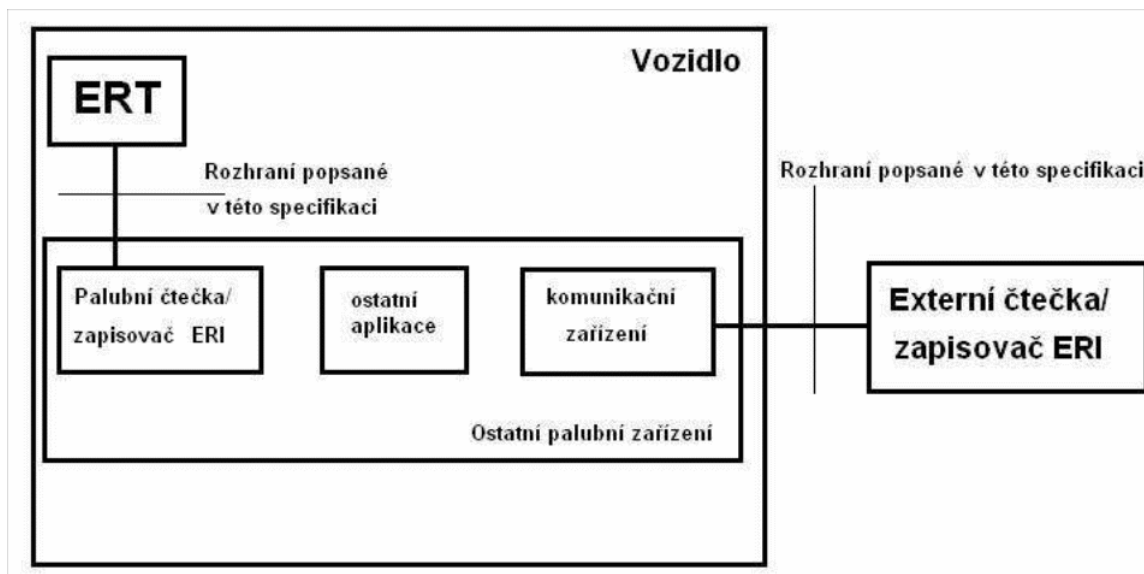 Vozidlo
ERT
Rozhraní popsané
v této specifikaci
Rozhraní popsané v této specifikaci
Palubní čtečka/
zapisovač ERI
ostatní
aplikace
komunikační
zařízení
Externí čtečka/
zapisovač ERI
Ostatní palubní zařízení